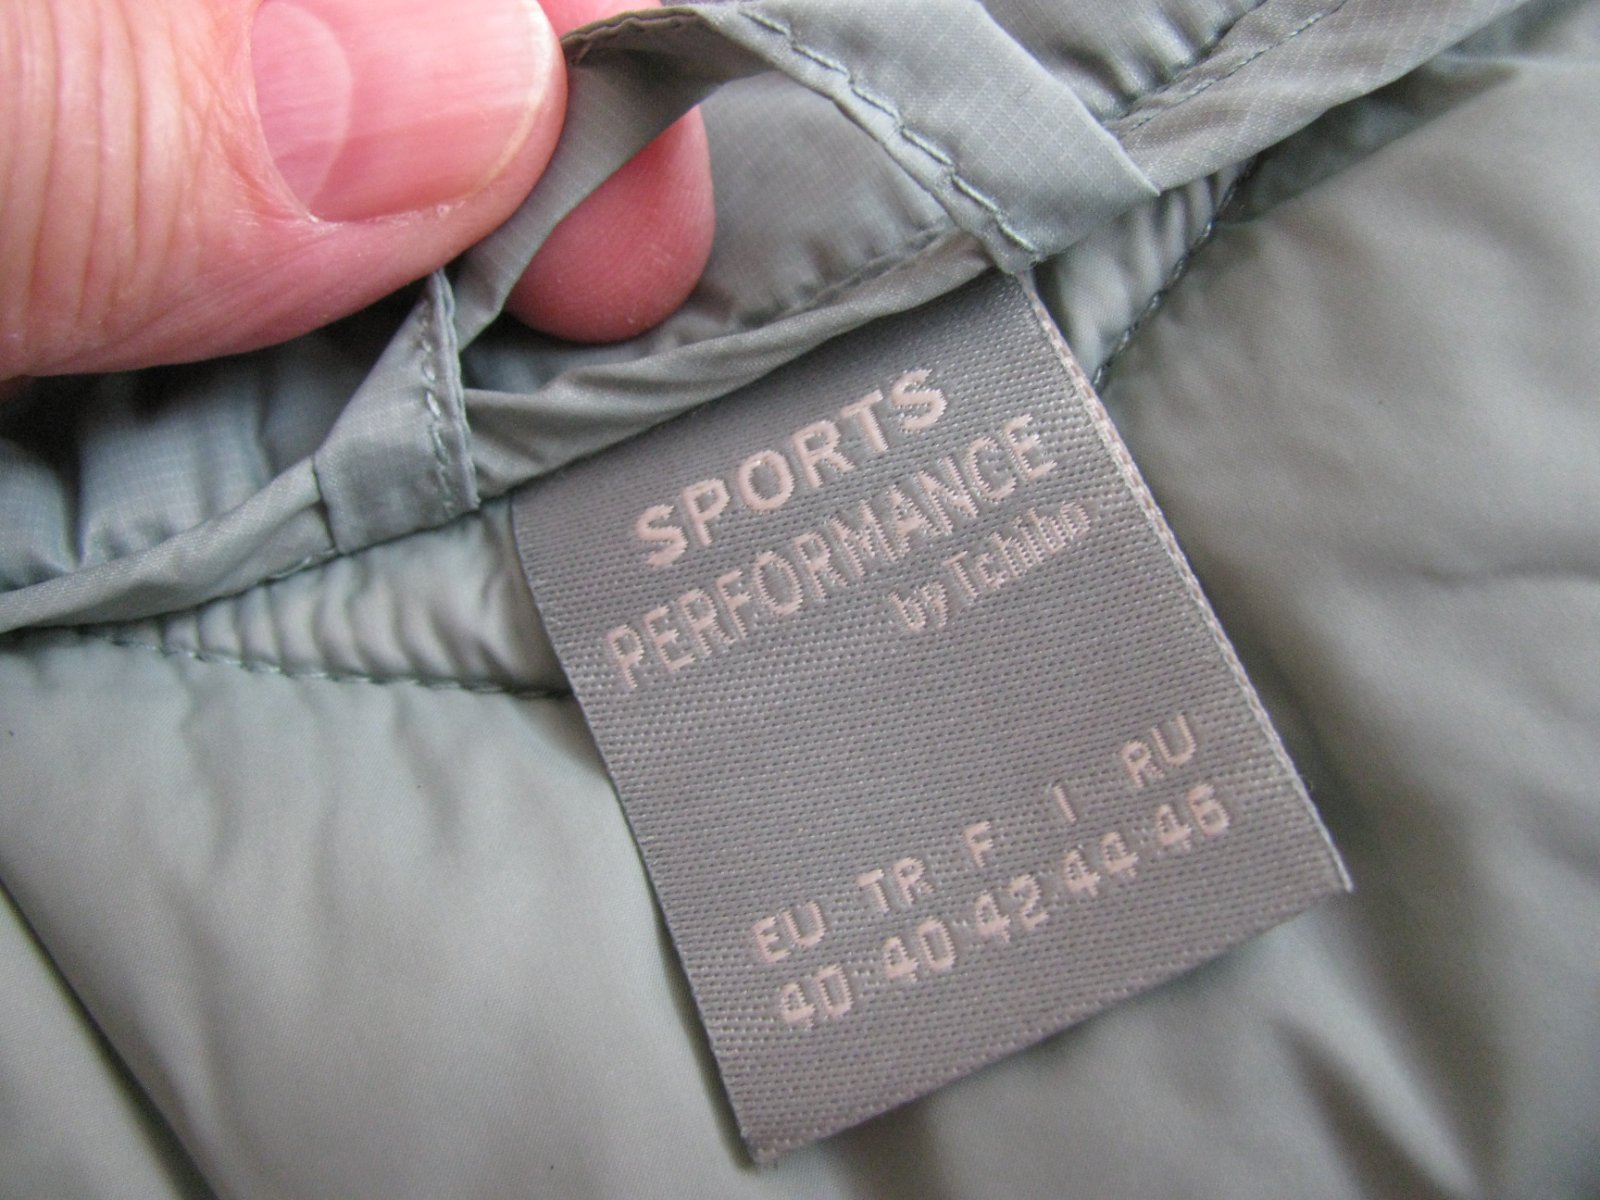 SPORTS
PERFORMANCE
by Tchibo
EU TR F I RU
40·40·42·44·46